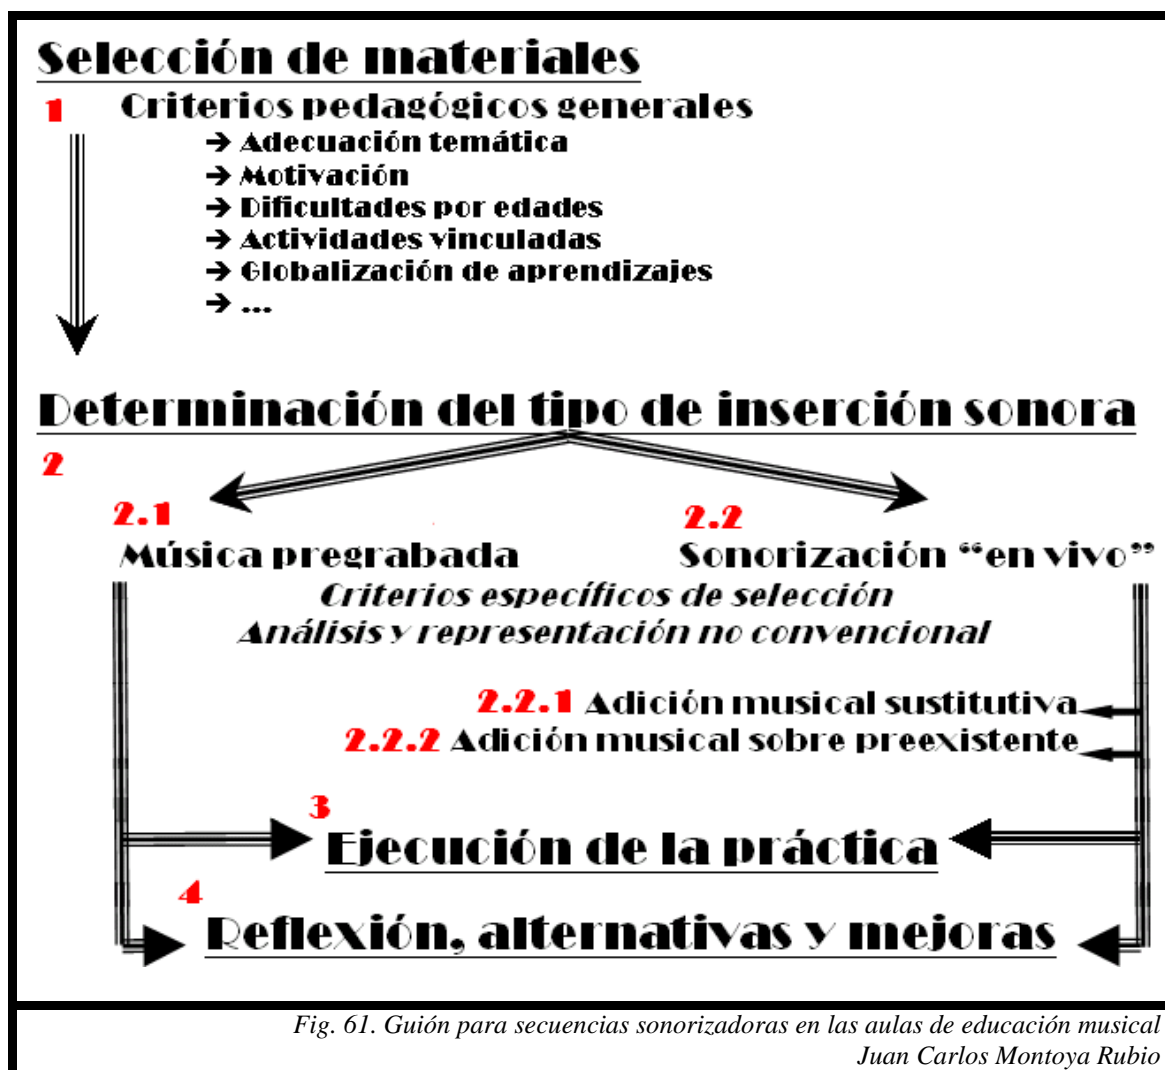 Selección de materiales
1 Criterios pedagógicos generales
→ Adecuación temática
→ Motivación
→ Dificultades por edades
→ Actividades vinculadas
→ Globalización de aprendizajes
→ ...
Determinación del tipo de inserción sonora
2
2.1
Música pregrabada
2.2
Sonorización “en vivo”
Criterios específicos de selección
Análisis y representación no convencional
2.2.1 Adición musical sustitutiva
2.2.2 Adición musical sobre preexistente
3
Ejecución de la práctica
4
Reflexión, alternativas y mejoras
Fig. 61. Guión para secuencias sonorizadoras en las aulas de educación musical
Juan Carlos Montoya Rubio